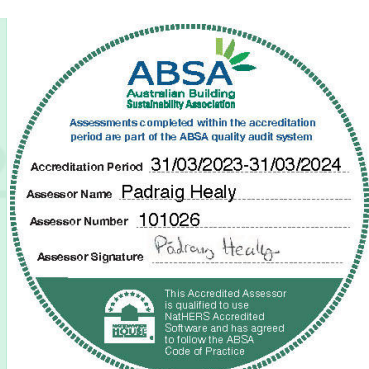 ABSA
Australian Building
Sustainability Association
Assessments completed within the accreditation
period are part of the ABSA quality audit system
Accreditation Period 31/03/2023-31/03/2024
Assessor Name Padraig Healy
Assessor Number 101026
Assessor Signature Padraig Healy
This Accredited Assessor
is qualified to use
NatHERS Accredited
Software and has agreed
to follow the ABSA
Code of Practice
NATIONWIDE
HOUSE